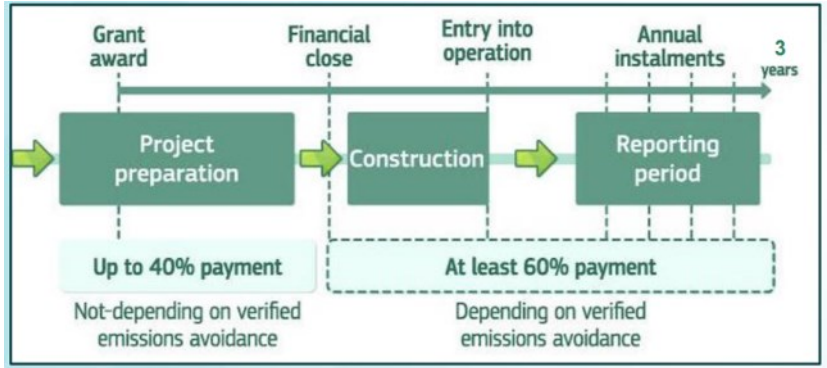 Grant
award
Financial
close
Entry into
operation
Annual
instalments
3
years
Project
preparation
Construction
Reporting
period
Up to 40% payment
At least 60% payment
Not-depending on verified
emissions avoidance
Depending on verified
emissions avoidance